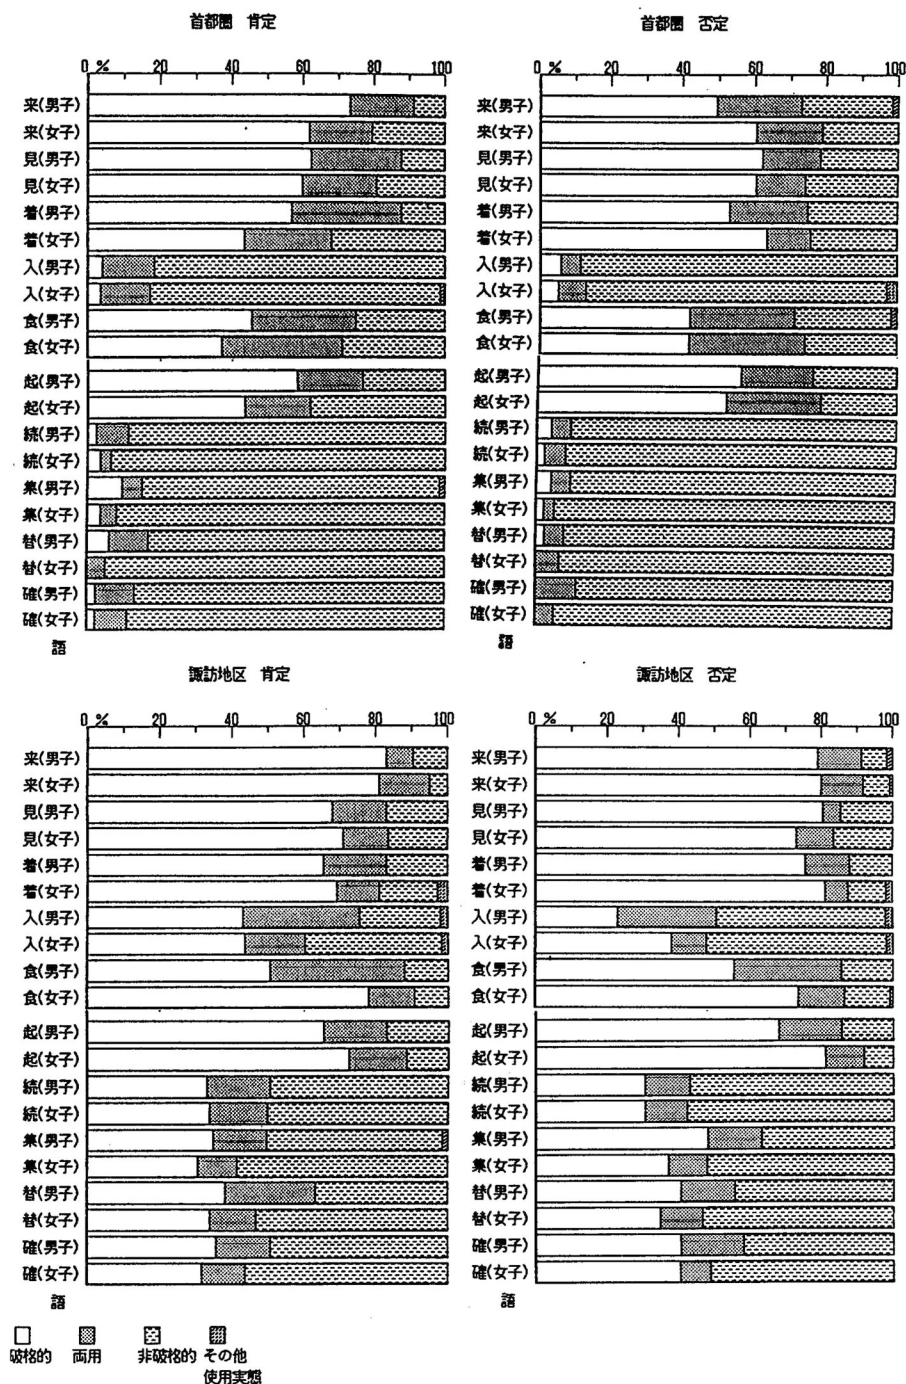 首都圏 肯定
0 % 20 40 60 80 100
来(男子)
来(女子)
見(男子)
見(女子)
着(男子)
着(女子)
入(男子)
入(女子)
食(男子)
食(女子)
起(男子)
起(女子)
続(男子)
続(女子)
集(男子)
集(女子)
替(男子)
替(女子)
確(男子)
確(女子)
語
首都圏 否定
0 % 20 40 60 80 100
来(男子)
来(女子)
見(男子)
見(女子)
着(男子)
着(女子)
入(男子)
入(女子)
食(男子)
食(女子)
起(男子)
起(女子)
続(男子)
続(女子)
集(男子)
集(女子)
替(男子)
替(女子)
確(男子)
確(女子)
語
諏訪地区 肯定
0 % 20 40 60 80 100
来(男子)
来(女子)
見(男子)
見(女子)
着(男子)
着(女子)
入(男子)
入(女子)
食(男子)
食(女子)
起(男子)
起(女子)
続(男子)
続(女子)
集(男子)
集(女子)
替(男子)
替(女子)
確(男子)
確(女子)
語
諏訪地区 否定
0 % 20 40 60 80 100
来(男子)
来(女子)
見(男子)
見(女子)
着(男子)
着(女子)
入(男子)
入(女子)
食(男子)
食(女子)
起(男子)
起(女子)
続(男子)
続(女子)
集(男子)
集(女子)
替(男子)
替(女子)
確(男子)
確(女子)
語
破格的 両用 非破格的 その他
使用実態